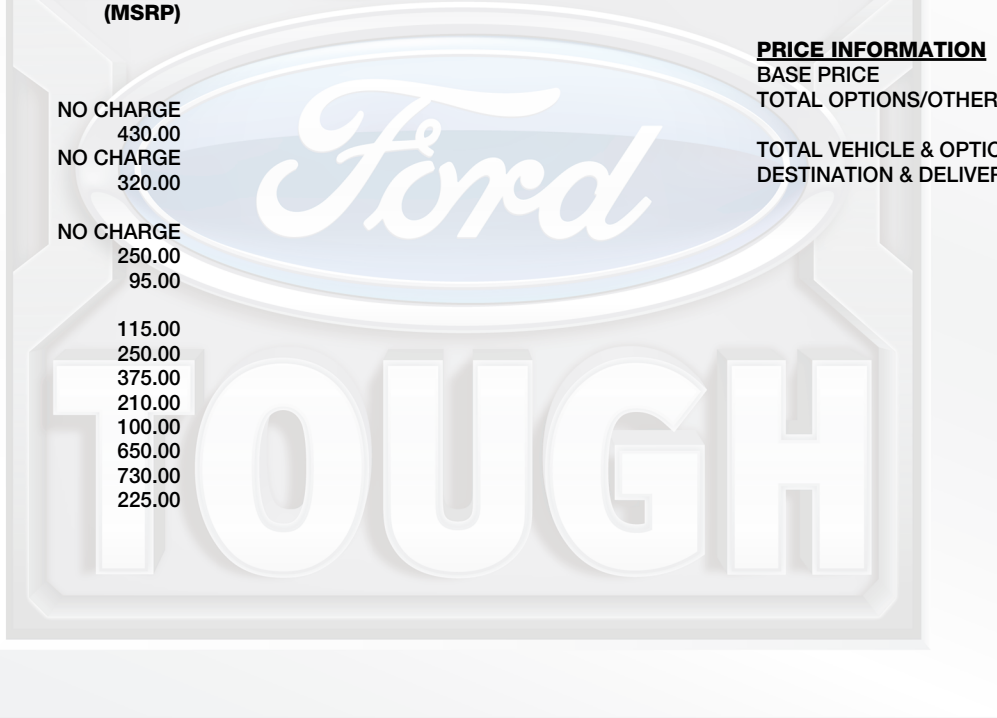 (MSRP)
NO CHARGE
430.00
NO CHARGE
320.00
NO CHARGE
250.00
95.00
115.00
250.00
375.00
210.00
100.00
650.00
730.00
225.00
PRICE INFORMATION
BASE PRICE
TOTAL OPTIONS/OTHER
TOTAL VEHICLE & OPTIO
DESTINATION & DELIVER
Ford
TOUGH